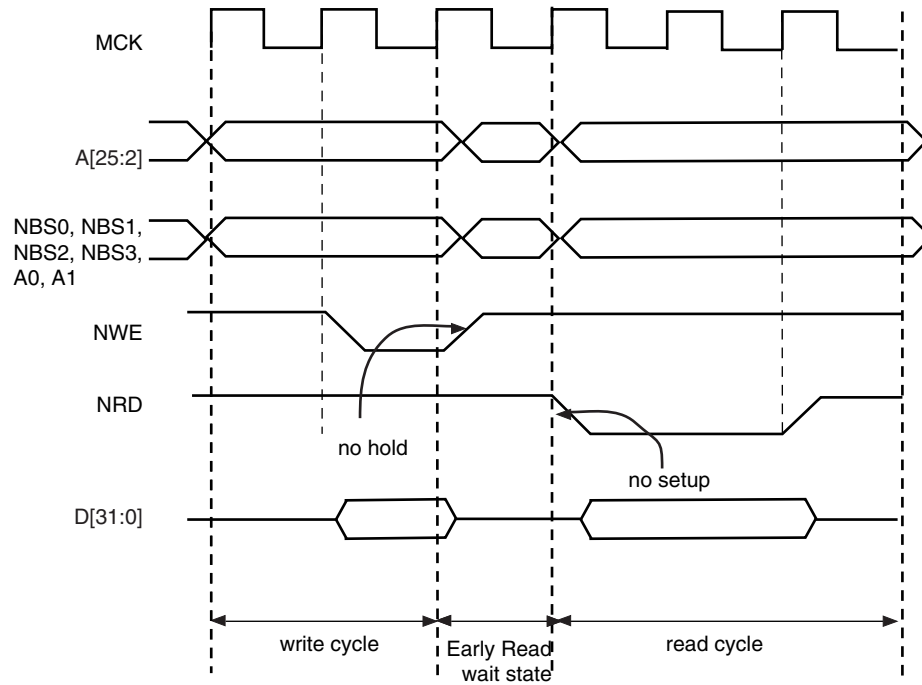 MCK
A[25:2]
NBS0, NBS1,
NBS2, NBS3,
A0, A1
NWE
NRD
no hold
no setup
D[31:0]
write cycle
Early Read
wait state
read cycle